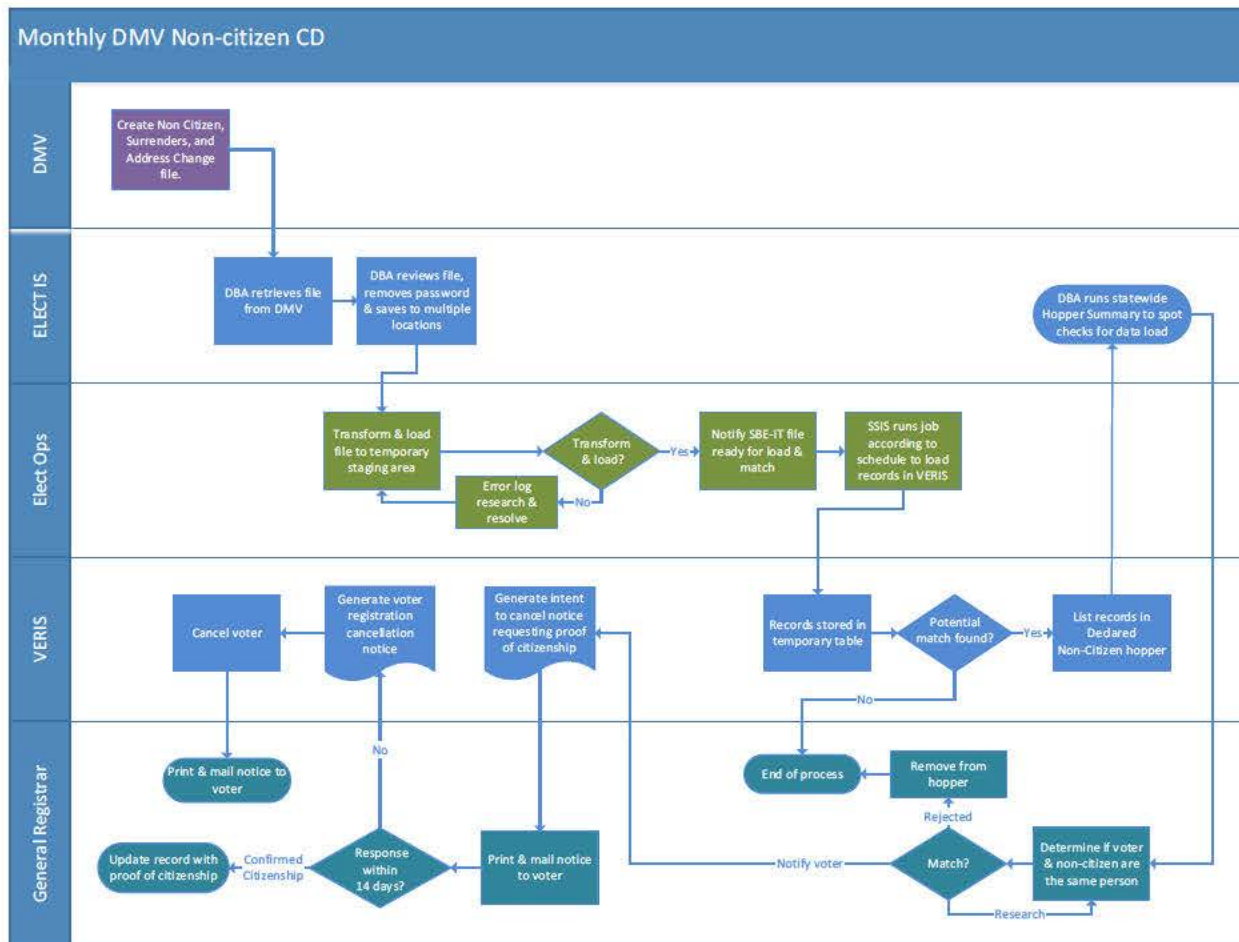 Monthly DMV Non-citizen CD
DMV
Create Non Citizen,
Surrenders, and
Address Change
file.
ELECT IS
DBA retrieves file
from DMV
DBA reviews file,
removes password
& saves to multiple
locations
DBA runs statewide
Hopper Summary to spot
checks for data load
Elect Ops
Transform & load
file to temporary
staging area
Transform
& load?
Yes
Notify SBE-IT file
ready for load &
match
SSIS runs job
according to
schedule to load
records in VERIS
Error log
research &
resolve
No
VERIS
Cancel voter
Generate voter
registration
cancellation
notice
Generate intent
to cancel notice
requesting proof
of citizenship
Records stored in
temporary table
Potential
match found?
Yes
List records in
Declared
Non-Citizen hopper
No
General Registrar
No
Print & mail notice to
voter
End of process
Remove from
hopper
Rejected
Update record with
proof of citizenship
Confirmed
Citizenship
Response
within
14 days?
Print & mail notice
to voter
Notify voter
Match?
Determine if voter
& non-citizen are
the same person
Research